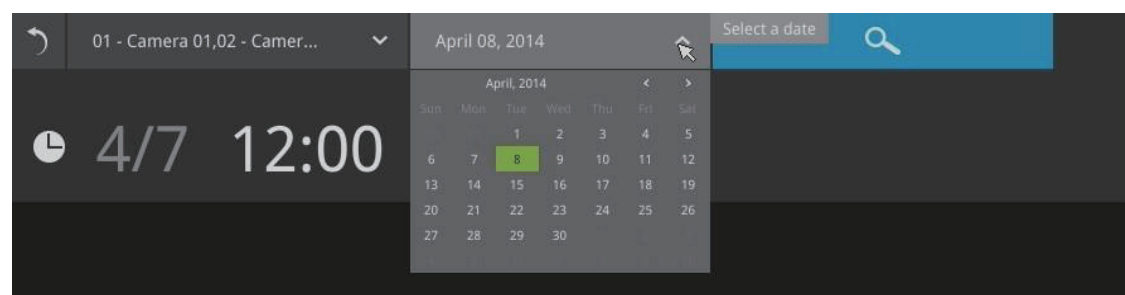 01 - Camera 01,02 - Camer...
April 08, 2014
Select a date
4/7 12:00
April, 2014
Sun Mon Tue Wed Thu Fri Sat
1 2 3 4 5
6 7 8 9 10 11 12
13 14 15 16 17 18 19
20 21 22 23 24 25 26
27 28 29 30